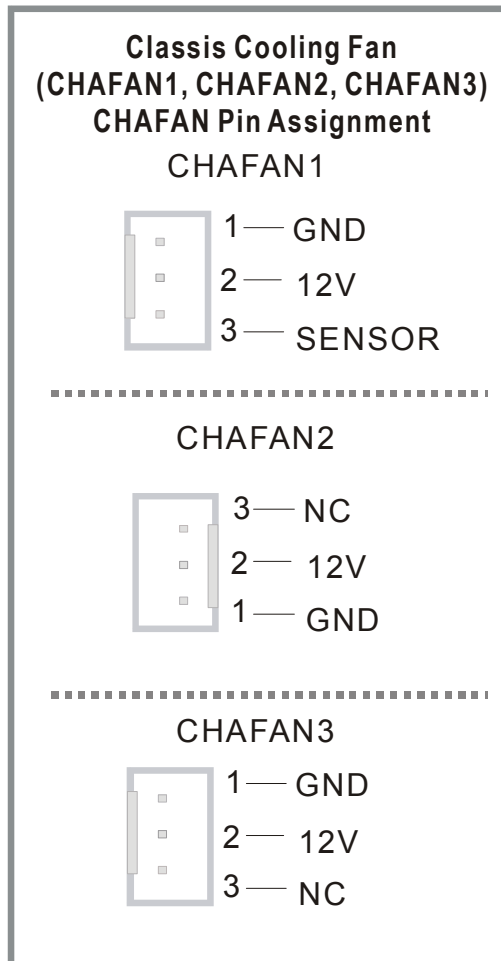 Classis Cooling Fan
(CHAFAN1, CHAFAN2, CHAFAN3)
CHAFAN Pin Assignment
CHAFAN1
1 — GND
2 — 12V
3 — SENSOR
CHAFAN2
3 — NC
2 — 12V
1 — GND
CHAFAN3
1 — GND
2 — 12V
3 — NC